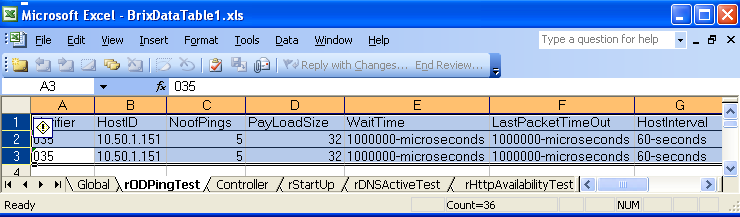 Microsoft Excel - BrixDataTable1.xls
File Edit View Insert Format Tools Data Window Help Type a question for help
Reply with Changes... End Review...
A3 fx 035
A B C D E F G
1 ifier HostID NoofPings PayLoadSize WaitTime LastPacketTimeOut HostInterval
2 035 10.50.1.151 5 32 1000000-microseconds 1000000-microseconds 60-seconds
3 035 10.50.1.151 5 32 1000000-microseconds 1000000-microseconds 60-seconds
4
Global rODPingTest Controller rStartUp rDNSActiveTest rHttpAvailabilityTest
Ready Count=36 NUM